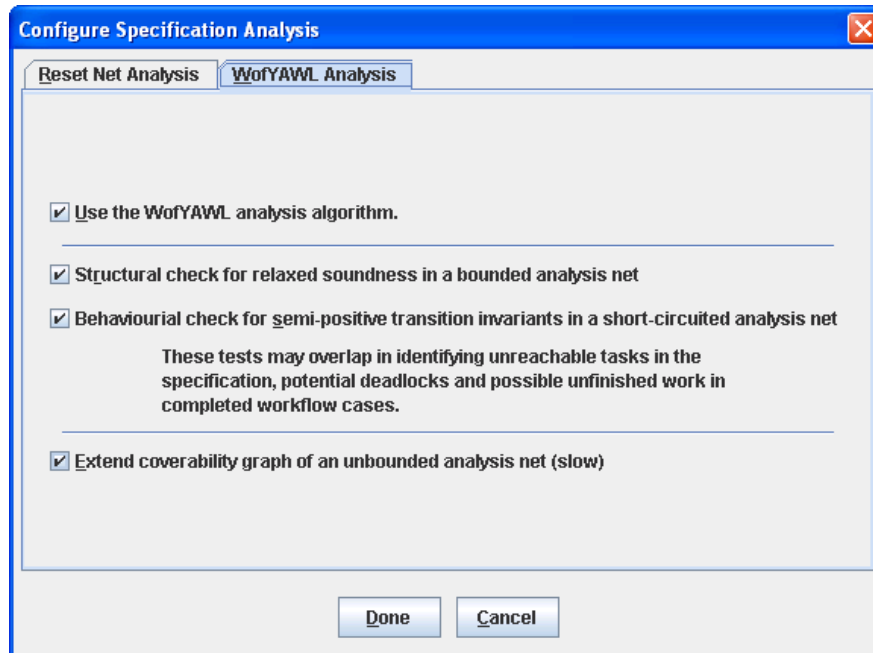 Configure Specification Analysis
Reset Net Analysis
WofYAWL Analysis
Use the WofYAWL analysis algorithm.
Structural check for relaxed soundness in a bounded analysis net
Behaviourial check for semi-positive transition invariants in a short-circuited analysis net
These tests may overlap in identifying unreachable tasks in the
specification, potential deadlocks and possible unfinished work in
completed workflow cases.
Extend coverability graph of an unbounded analysis net (slow)
Done
Cancel